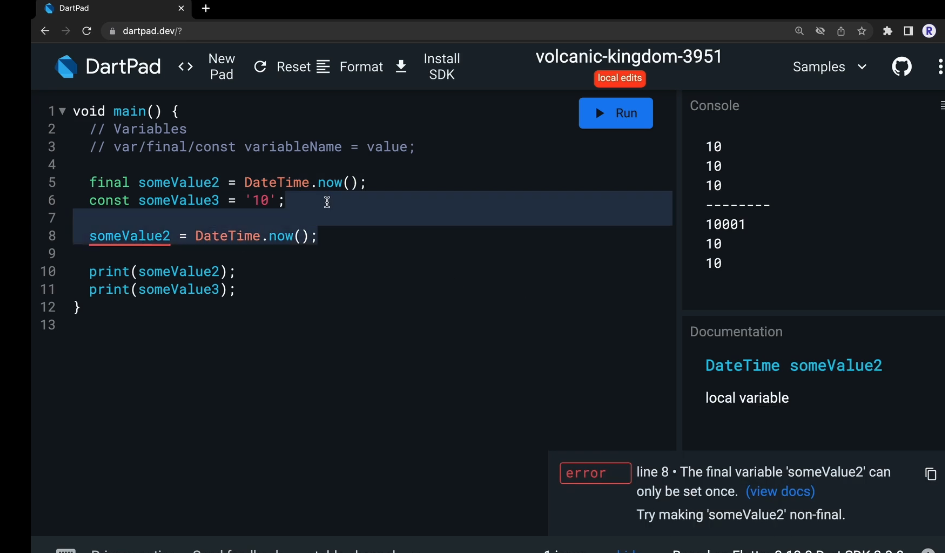 DartPad
dartpad.dev/?
R
DartPad
<> New Pad
Reset
Format
Install SDK
volcanic-kingdom-3951
local edits
Samples
1 void main() {
2 // Variables
3 // var/final/const variableName = value;
4
5 final someValue2 = DateTime.now();
6 const someValue3 = '10';
7
8 someValue2 = DateTime.now();
9
10 print(someValue2);
11 print(someValue3);
12 }
13
Run
Console
10
10
10
--------
10001
10
10
Documentation
DateTime someValue2
local variable
error
line 8 • The final variable 'someValue2' can
only be set once. (view docs)
Try making 'someValue2' non-final.